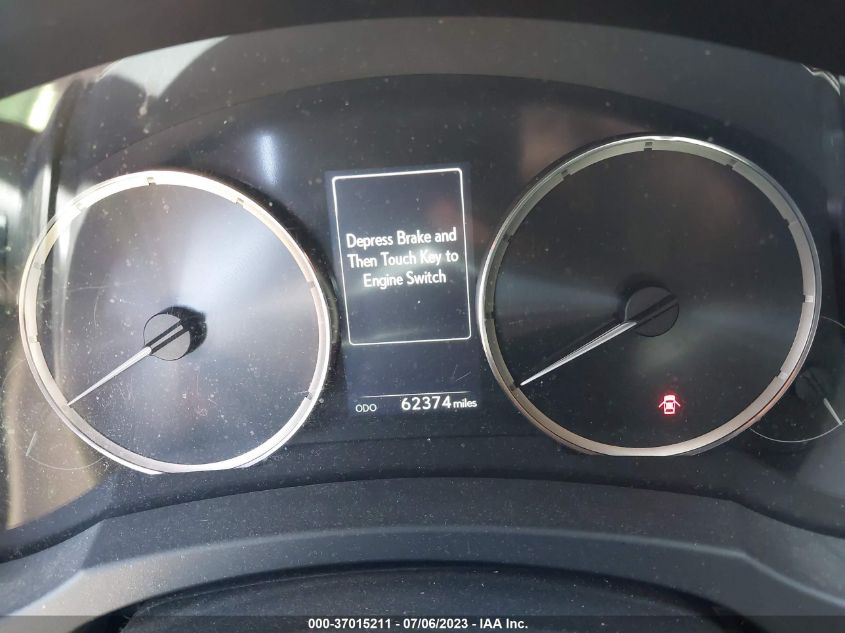 Depress Brake and
Then Touch Key to
Engine Switch
ODO 62374 miles
000-37015211 - 07/06/2023 - IAA Inc.